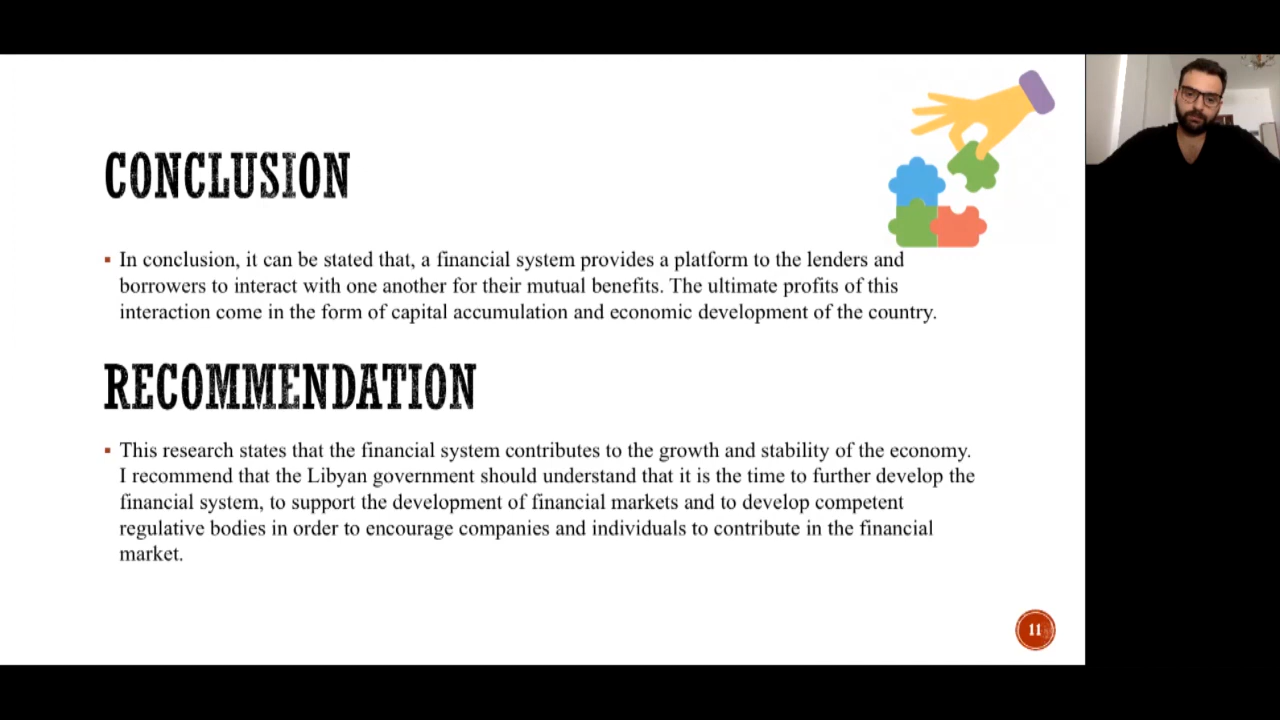 CONCLUSION
▪ In conclusion, it can be stated that, a financial system provides a platform to the lenders and
borrowers to interact with one another for their mutual benefits. The ultimate profits of this
interaction come in the form of capital accumulation and economic development of the country.
RECOMMENDATION
▪ This research states that the financial system contributes to the growth and stability of the economy.
I recommend that the Libyan government should understand that it is the time to further develop the
financial system, to support the development of financial markets and to develop competent
regulative bodies in order to encourage companies and individuals to contribute in the financial
market.
11